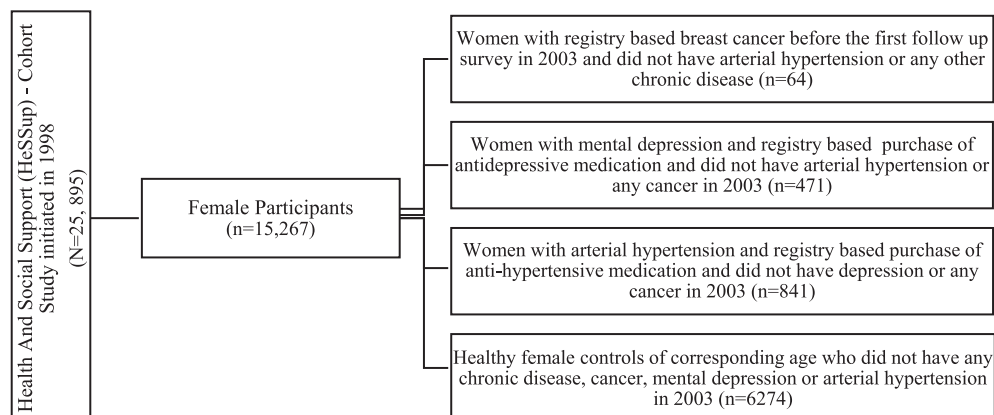 Health And Social Support (HeSSup) - Cohort
Study initiated in 1998
(N=25, 895)
Female Participants
(n=15,267)
Women with registry based breast cancer before the first follow up
survey in 2003 and did not have arterial hypertension or any other
chronic disease (n=64)
Women with mental depression and registry based purchase of
antidepressive medication and did not have arterial hypertension or
any cancer in 2003 (n=471)
Women with arterial hypertension and registry based purchase of
anti-hypertensive medication and did not have depression or any
cancer in 2003 (n=841)
Healthy female controls of corresponding age who did not have any
chronic disease, cancer, mental depression or arterial hypertension
in 2003 (n=6274)